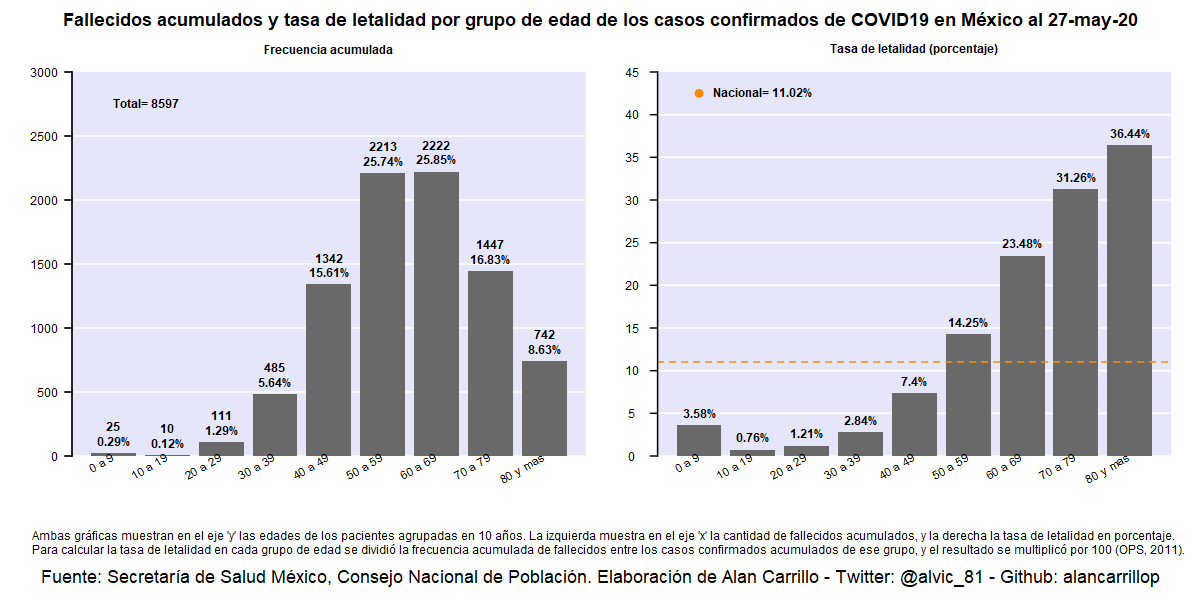 Fallecidos acumulados y tasa de letalidad por grupo de edad de los casos confirmados de COVID19 en México al 27-may-20
Frecuencia acumulada
3000
2500
2000
1500
1000
500
0
Total= 8597
25
0.29%
10
0.12%
111
1.29%
485
5.64%
1342
15.61%
2213
25.74%
2222
25.85%
1447
16.83%
742
8.63%
0 a 9
10 a 19
20 a 29
30 a 39
40 a 49
50 a 59
60 a 69
70 a 79
80 y mas
Tasa de letalidad (porcentaje)
45
40
35
30
25
20
15
10
5
0
Nacional= 11.02%
3.58%
0.76%
1.21%
2.84%
7.4%
14.25%
23.48%
31.26%
36.44%
0 a 9
10 a 19
20 a 29
30 a 39
40 a 49
50 a 59
60 a 69
70 a 79
80 y mas
Ambas gráficas muestran en el eje 'y' las edades de los pacientes agrupadas en 10 años. La izquierda muestra en el eje 'x' la cantidad de fallecidos acumulados, y la derecha la tasa de letalidad en porcentaje.
Para calcular la tasa de letalidad en cada grupo de edad se dividió la frecuencia acumulada de fallecidos entre los casos confirmados acumulados de ese grupo, y el resultado se multiplicó por 100 (OPS, 2011).
Fuente: Secretaría de Salud México, Consejo Nacional de Población. Elaboración de Alan Carrillo - Twitter: @alvic_81 - Github: alancarrillop